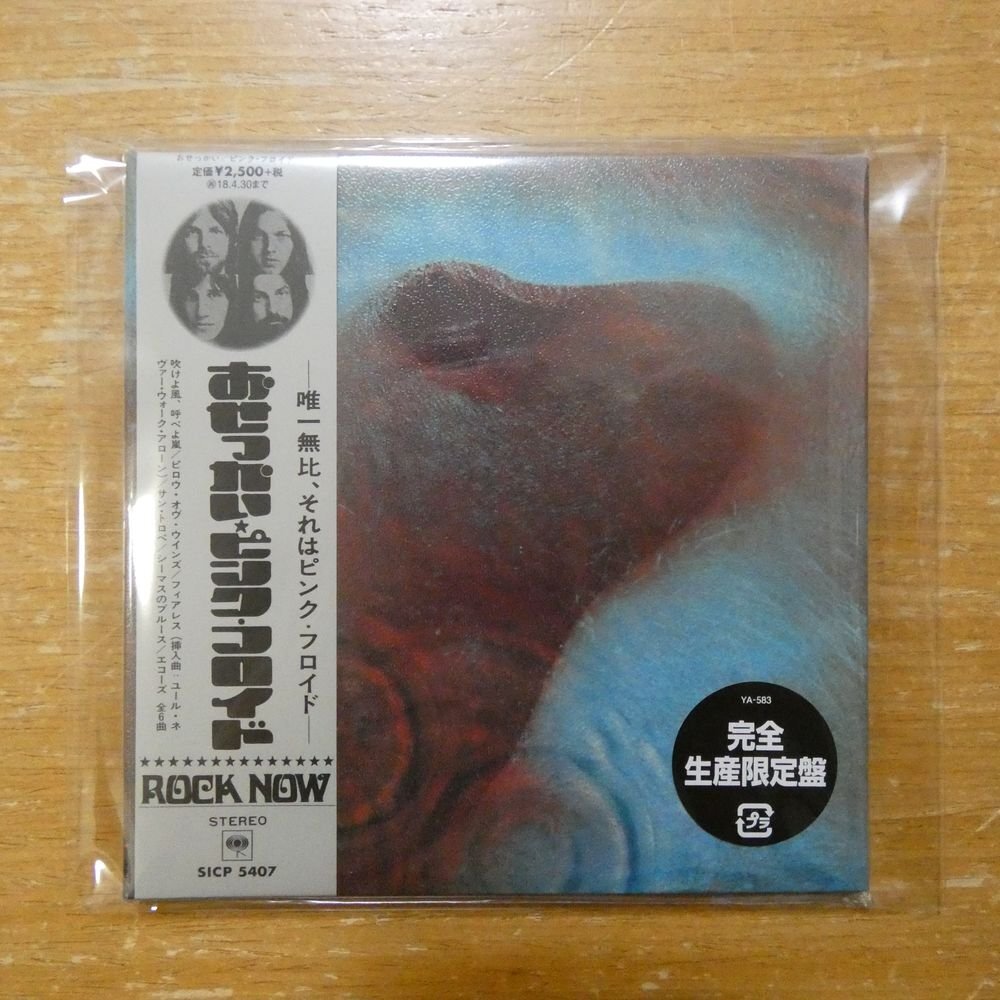 おせっかい/ピンク・フロイド
定価¥2,500+税
18.4.30まで
おせっかい★ピンク・フロイド
吹けよ風、呼べよ嵐/ピロウ・オヴ・ウインズ/フィアレス(挿入曲:ユール・ネ
ヴァー・ウォーク・アローン)/サン・トロペ/シーマスのブルース/エコーズ 全6曲
—唯一無比、それはピンク・フロイド—
★★★★★★★★★★★★★★
ROCK NOW
STEREO
SICP 5407
YA-583
完全
生産限定盤
プラ